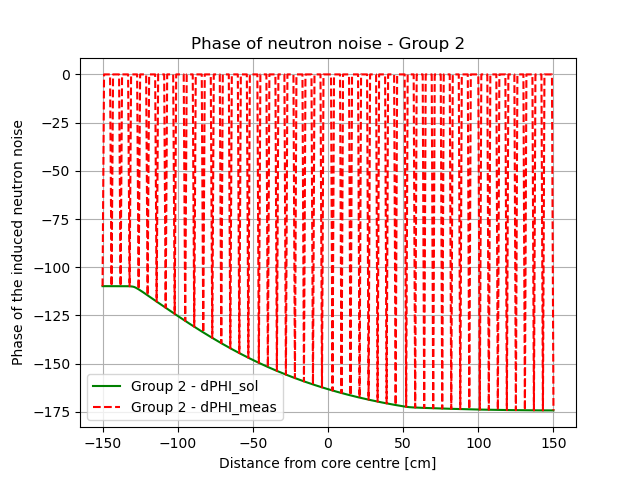 Phase of neutron noise - Group 2
Phase of the induced neutron noise
0
−25
−50
−75
−100
−125
−150
−175
Group 2 - dPHI_sol
Group 2 - dPHI_meas
−150 −100 −50 0 50 100 150
Distance from core centre [cm]